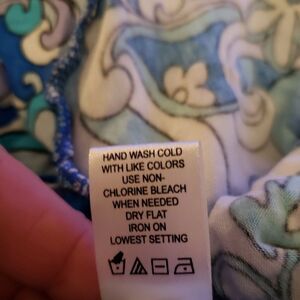 HAND WASH COLD
WITH LIKE COLORS
USE NON-
CHLORINE BLEACH
WHEN NEEDED
DRY FLAT
IRON ON
LOWEST SETTING